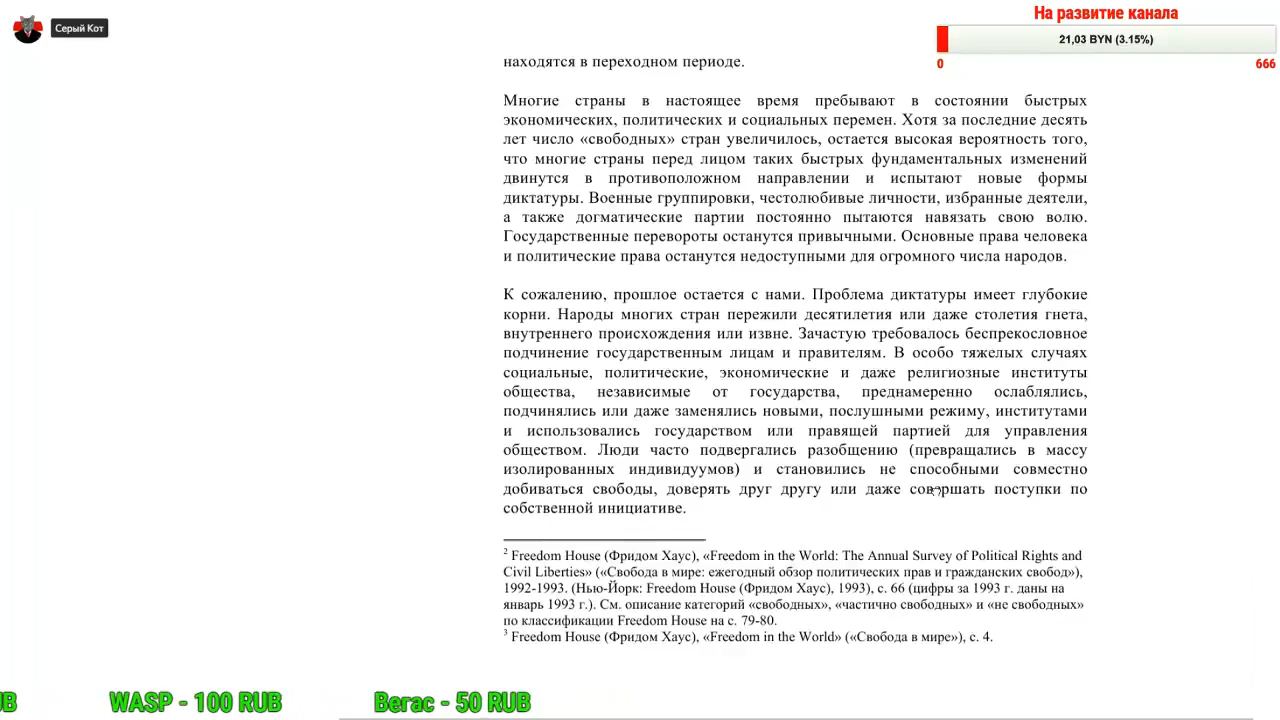 На развитие канала
Серый Кот
21,03 BYN (3.15%)
0 666
находятся в переходном периоде.
Многие страны в настоящее время пребывают в состоянии быстрых
экономических, политических и социальных перемен. Хотя за последние десять
лет число «свободных» стран увеличилось, остается высокая вероятность того,
что многие страны перед лицом таких быстрых фундаментальных изменений
двинутся в противоположном направлении и испытают новые формы
диктатуры. Военные группировки, честолюбивые личности, избранные деятели,
а также догматические партии постоянно пытаются навязать свою волю.
Государственные перевороты останутся привычными. Основные права человека
и политические права останутся недоступными для огромного числа народов.
К сожалению, прошлое остается с нами. Проблема диктатуры имеет глубокие
корни. Народы многих стран пережили десятилетия или даже столетия гнета,
внутреннего происхождения или извне. Зачастую требовалось беспрекословное
подчинение государственным лицам и правителям. В особо тяжелых случаях
социальные, политические, экономические и даже религиозные институты
общества, независимые от государства, преднамеренно ослаблялись,
подчинялись или даже заменялись новыми, послушными режиму, институтами
и использовались государством или правящей партией для управления
обществом. Люди часто подвергались разобщению (превращались в массу
изолированных индивидуумов) и становились не способными совместно
добиваться свободы, доверять друг другу или даже совершать поступки по
собственной инициативе.
2 Freedom House (Фридом Хаус), «Freedom in the World: The Annual Survey of Political Rights and
Civil Liberties» («Свобода в мире: ежегодный обзор политических прав и гражданских свобод»),
1992-1993. (Нью-Йорк: Freedom House (Фридом Хаус), 1993), с. 66 (цифры за 1993 г. даны на
январь 1993 г.). См. описание категорий «свободных», «частично свободных» и «не свободных»
по классификации Freedom House на с. 79-80.
3 Freedom House (Фридом Хаус), «Freedom in the World» («Свобода в мире»), с. 4.
UB WASP - 100 RUB Вегас - 50 RUB